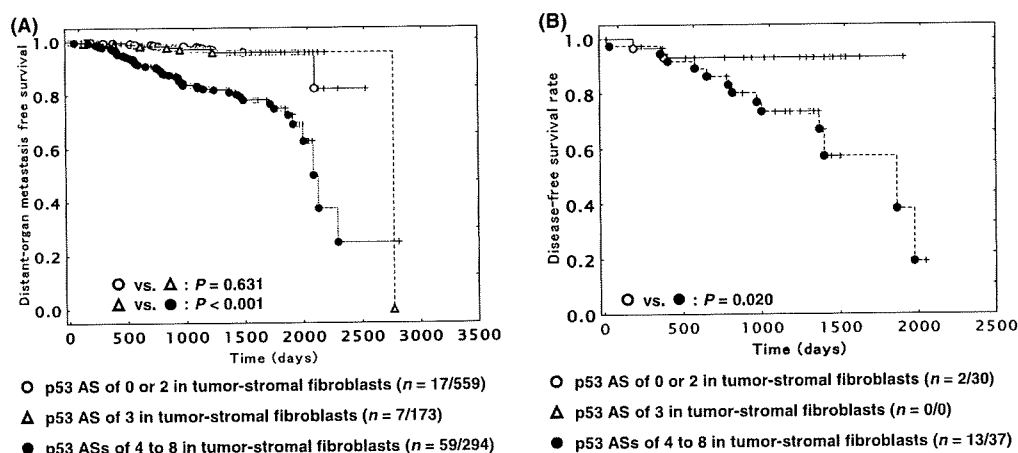 (A)
Distant-organ metastasis free survival
1.0
0.8
0.6
0.4
0.2
0.0
○ vs. △ : P = 0.631
△ vs. ● : P < 0.001
0 500 1000 1500 2000 2500 3000 3500
Time (days)
○ p53 AS of 0 or 2 in tumor-stromal fibroblasts (n = 17/559)
△ p53 AS of 3 in tumor-stromal fibroblasts (n = 7/173)
● p53 ASs of 4 to 8 in tumor-stromal fibroblasts (n = 59/294)
(B)
Disease-free survival rate
1.0
0.8
0.6
0.4
0.2
0.0
○ vs. ● : P = 0.020
0 500 1000 1500 2000 2500
Time (days)
○ p53 AS of 0 or 2 in tumor-stromal fibroblasts (n = 2/30)
△ p53 AS of 3 in tumor-stromal fibroblasts (n = 0/0)
● p53 ASs of 4 to 8 in tumor-stromal fibroblasts (n = 13/37)